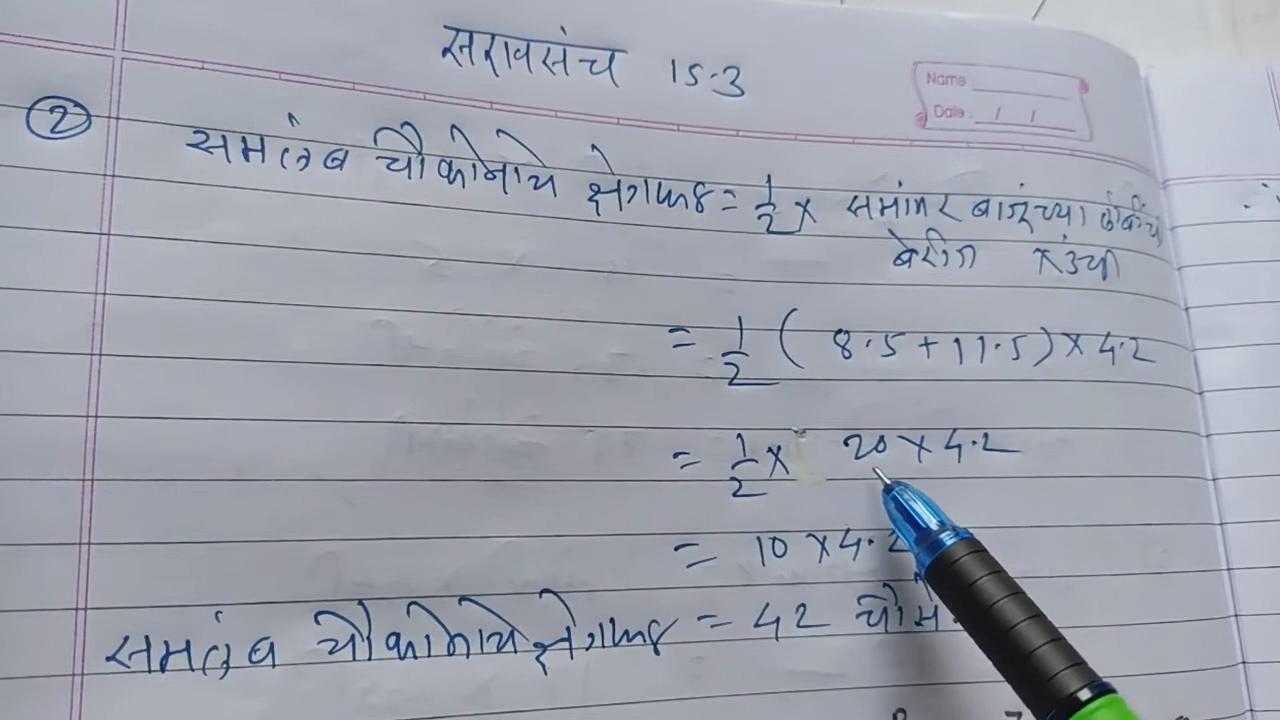 सरावसंच 15.3
Name
Date / /
2 समलंब चौकोनाचे क्षेत्रफळ = 1/2 × समांतर बाजूंच्या लांबीची
बेरीज × उंची
= 1/2 ( 8.5 + 11.5 ) × 4.2
= 1/2 × 20 × 4.2
= 10 × 4.2
समलंब चौकोनाचे क्षेत्रफळ = 42 चौमी